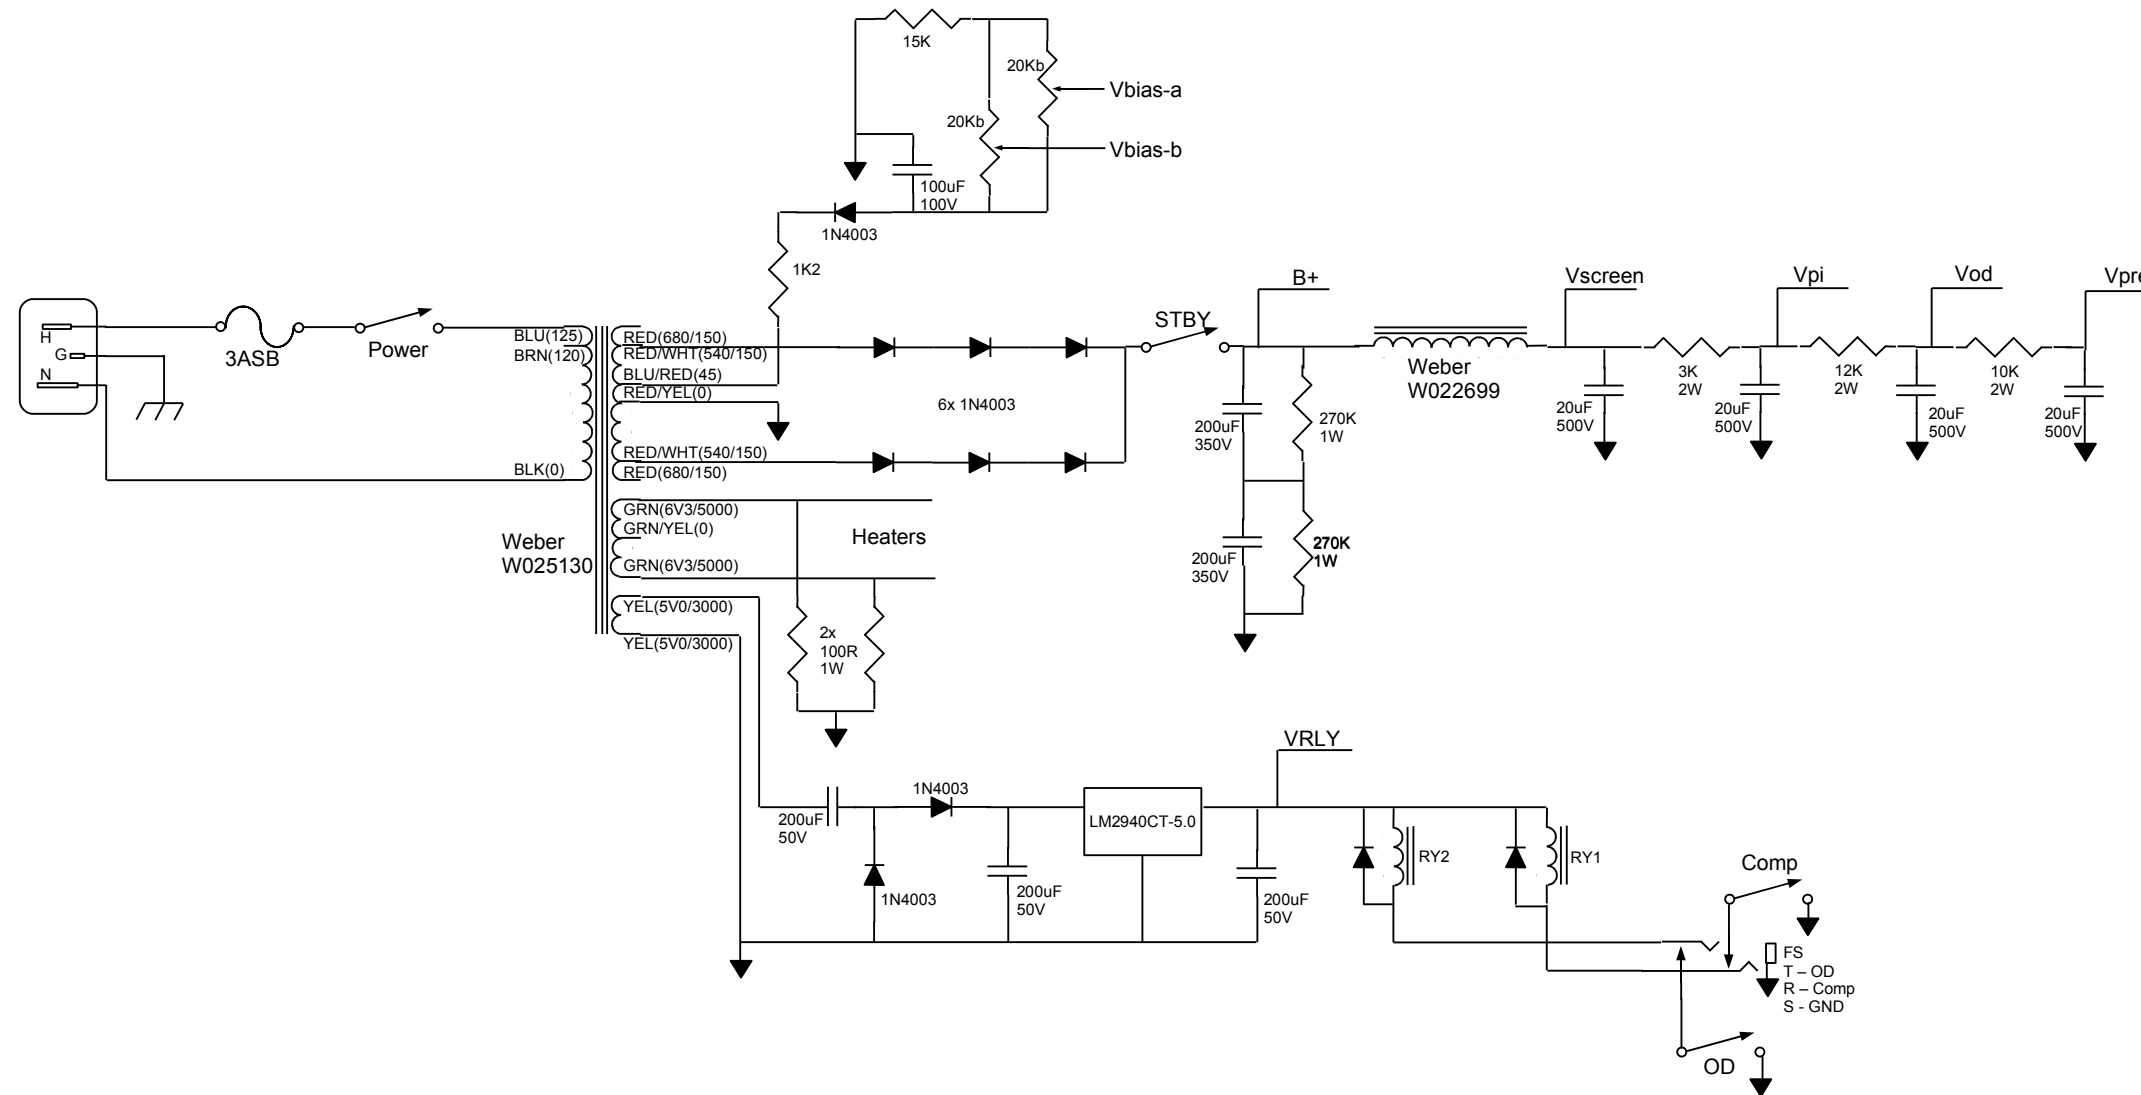 15K
20Kb
Vbias-a
20Kb
Vbias-b
100uF
100V
1N4003
1K2
H
G
N
3ASB
Power
BLU(125)
BRN(120)
BLK(0)
RED(680/150)
RED/WHT(540/150)
BLU/RED(45)
RED/YEL(0)
RED/WHT(540/150)
RED(680/150)
GRN(6V3/5000)
GRN/YEL(0)
GRN(6V3/5000)
YEL(5V0/3000)
YEL(5V0/3000)
Weber
W025130
6x 1N4003
STBY
B+
200uF
350V
270K
1W
200uF
350V
270K
1W
Weber
W022699
Vscreen
20uF
500V
3K
2W
Vpi
20uF
500V
12K
2W
Vod
20uF
500V
10K
2W
Vpre
20uF
500V
Heaters
2x
100R
1W
200uF
50V
1N4003
1N4003
200uF
50V
LM2940CT-5.0
VRLY
200uF
50V
RY2
RY1
Comp
FS
T – OD
R – Comp
S - GND
OD